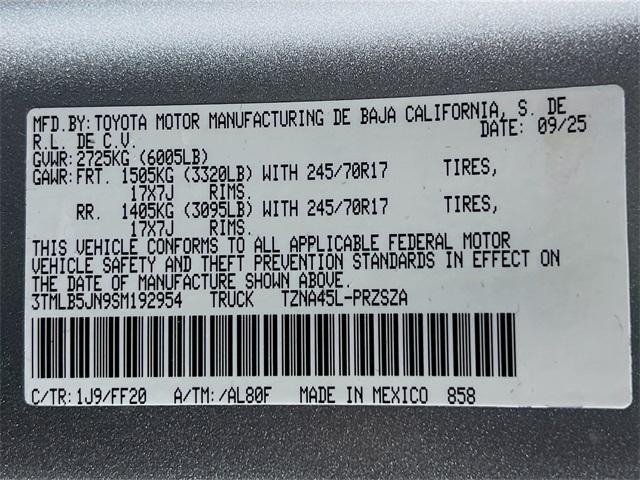 MFD.BY:TOYOTA MOTOR MANUFACTURING DE BAJA CALIFORNIA, S. DE
R.L. DE C.V. DATE: 09/25
GVWR:2725KG (6005LB)
GAWR:FRT. 1505KG (3320LB) WITH 245/70R17 TIRES,
17X7J RIMS.
RR. 1405KG (3095LB) WITH 245/70R17 TIRES,
17X7J RIMS.
THIS VEHICLE CONFORMS TO ALL APPLICABLE FEDERAL MOTOR
VEHICLE SAFETY AND THEFT PREVENTION STANDARDS IN EFFECT ON
THE DATE OF MANUFACTURE SHOWN ABOVE.
3TMLB5JN9SM192954 TRUCK TZNA45L-PRZSZA
C/TR:1J9/FF20 A/TM:/AL80F MADE IN MEXICO 858